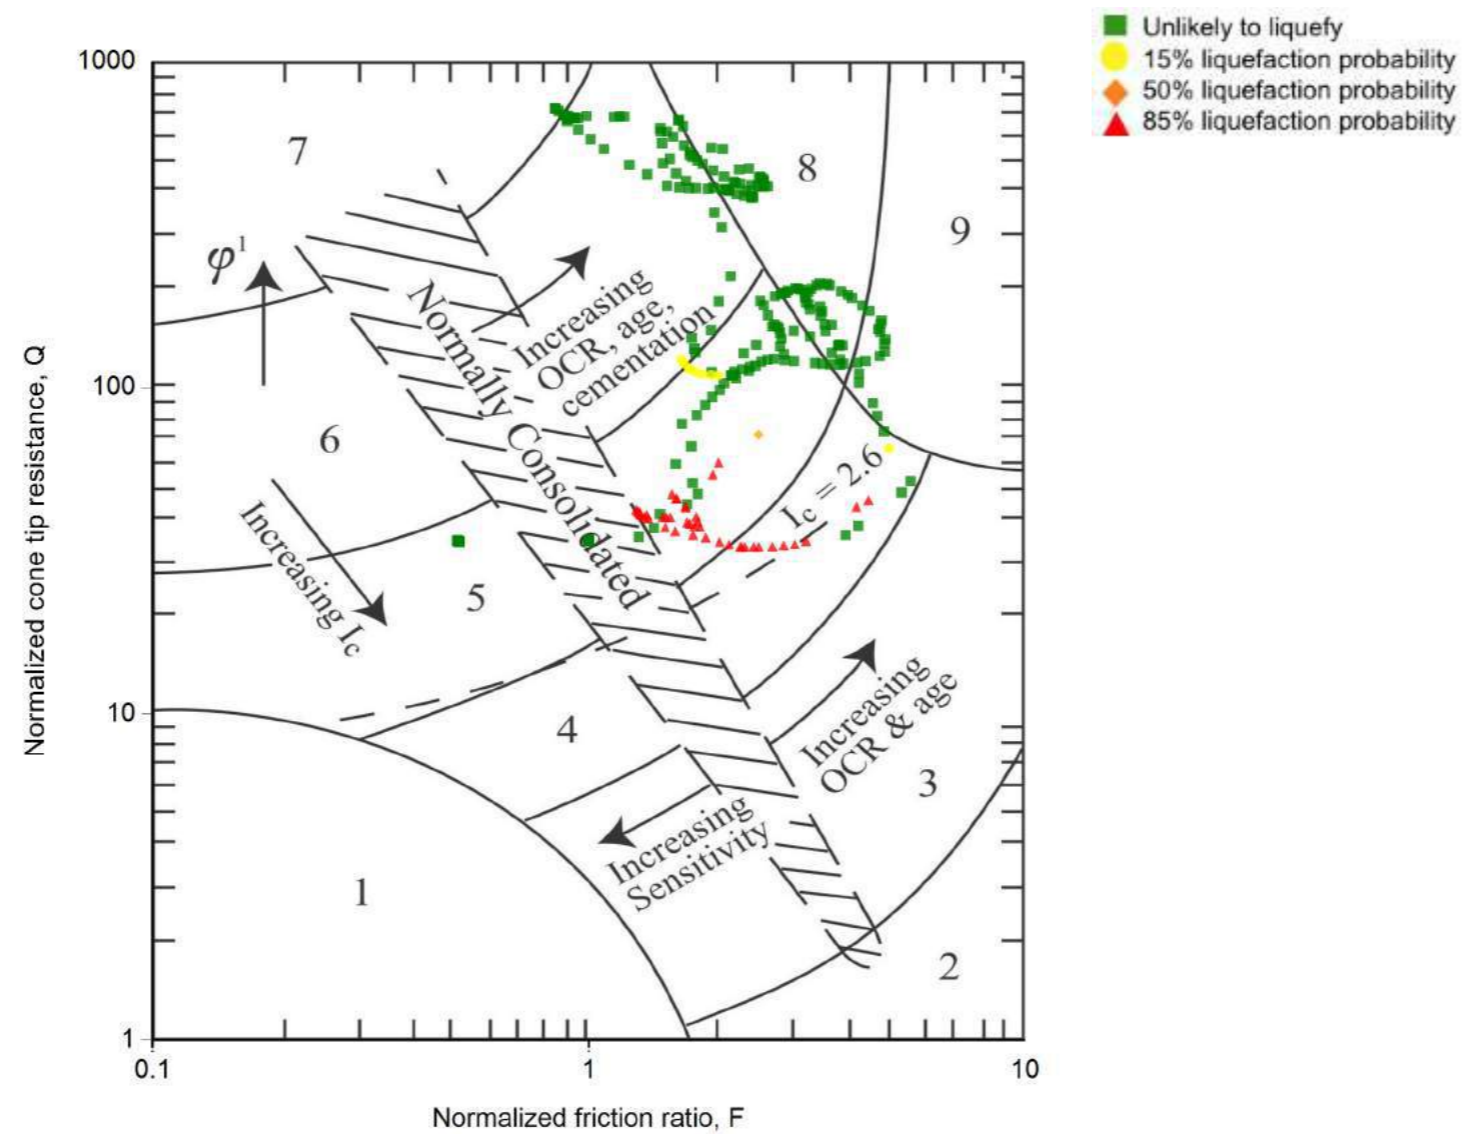 Unlikely to liquefy
15% liquefaction probability
50% liquefaction probability
85% liquefaction probability
1000
100
10
1
0.1
1
10
Normalized cone tip resistance, Q
Normalized friction ratio, F
7
8
9
φ1
6
5
4
3
1
2
Normally Consolidated
Increasing
OCR, age,
cementation
Ic = 2.6
Increasing Ic
Increasing
OCR & age
Increasing
Sensitivity